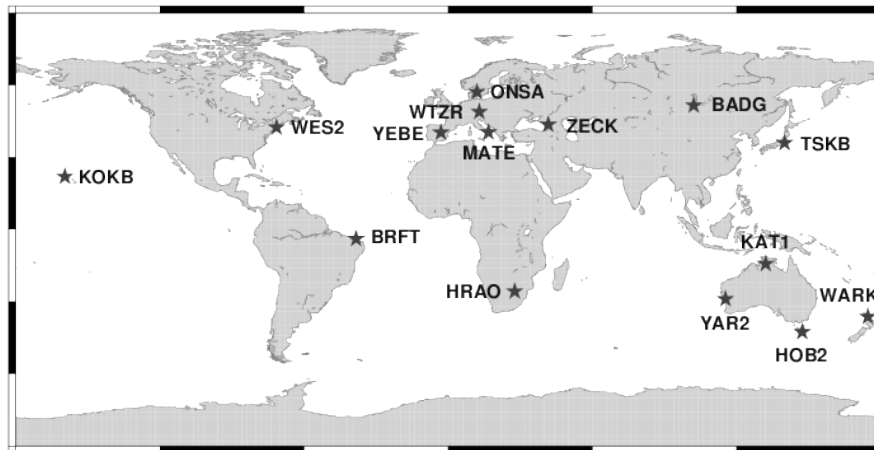 ONSA
WTZR
BADG
WES2
YEBE
ZECK
MATE
TSKB
KOKB
BRFT
KAT1
HRAO
WARK
YAR2
HOB2